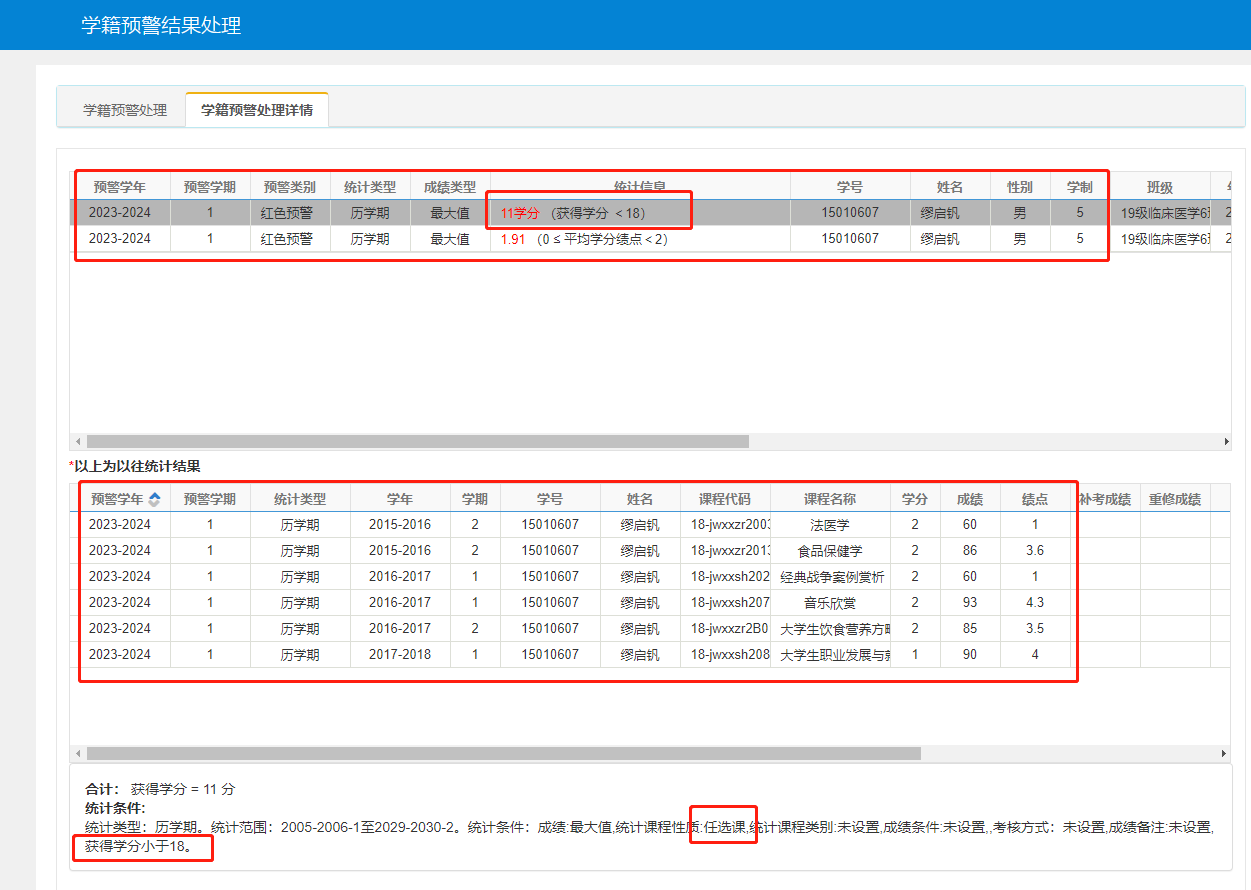 学籍预警结果处理
学籍预警处理 学籍预警处理详情
预警学年 预警学期 预警类别 统计类型 成绩类型 统计信息 学号 姓名 性别 学制 班级
2023-2024 1 红色预警 历学期 最大值 11学分 （获得学分 < 18） 15010607 缪启钒 男 5 19级临床医学6班 2
2023-2024 1 红色预警 历学期 最大值 1.91 （0 ≤ 平均学分绩点 < 2） 15010607 缪启钒 男 5 19级临床医学6班 2
*以上为以往统计结果
预警学年 预警学期 统计类型 学年 学期 学号 姓名 课程代码 课程名称 学分 成绩 绩点 补考成绩 重修成绩
2023-2024 1 历学期 2015-2016 2 15010607 缪启钒 18-jwxxzr2003 法医学 2 60 1
2023-2024 1 历学期 2015-2016 2 15010607 缪启钒 18-jwxxzr2013 食品保健学 2 86 3.6
2023-2024 1 历学期 2016-2017 1 15010607 缪启钒 18-jwxxsh202 经典战争案例赏析 2 60 1
2023-2024 1 历学期 2016-2017 1 15010607 缪启钒 18-jwxxsh207 音乐欣赏 2 93 4.3
2023-2024 1 历学期 2016-2017 2 15010607 缪启钒 18-jwxxzr2B0 大学生饮食营养方 2 85 3.5
2023-2024 1 历学期 2017-2018 1 15010607 缪启钒 18-jwxxsh208 大学生职业发展与 1 90 4
合计： 获得学分 = 11 分
统计条件:
统计类型：历学期。统计范围：2005-2006-1至2029-2030-2。统计条件：成绩:最大值,统计课程性质:任选课,统计课程类别:未设置,成绩条件:未设置,,考核方式：未设置,成绩备注:未设置,
获得学分小于18。